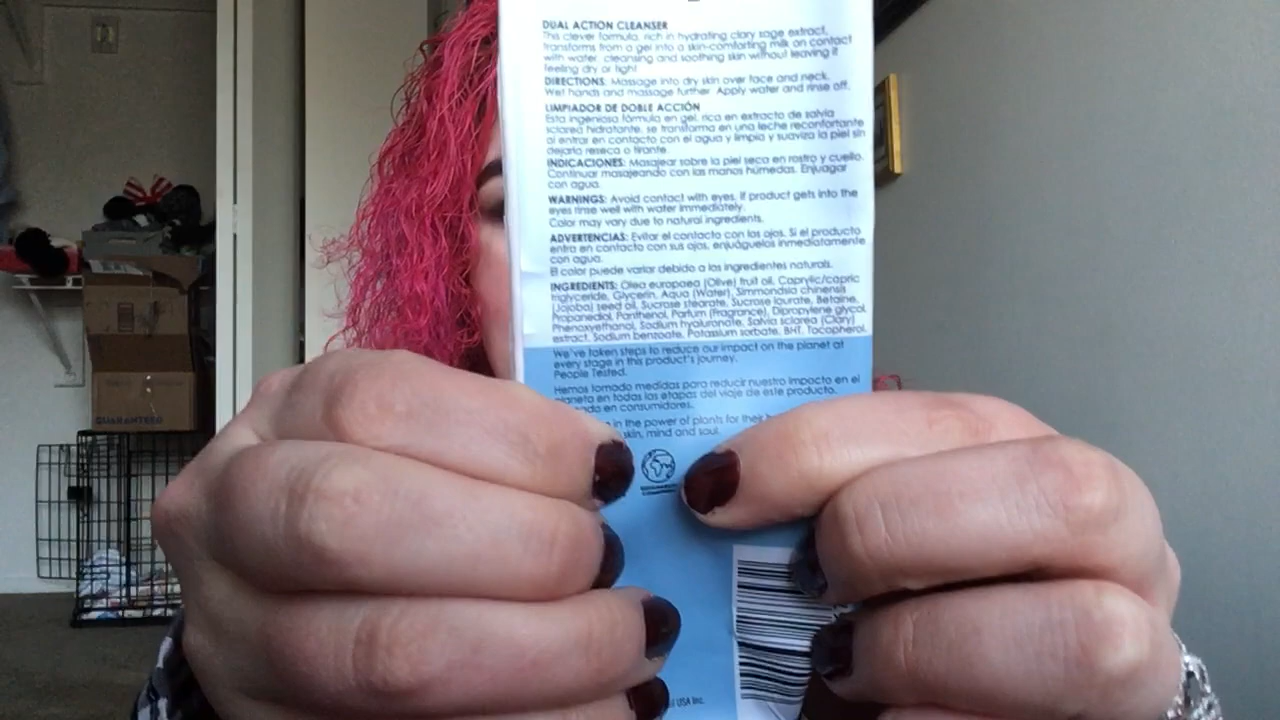 DUAL ACTION CLEANSER
This clever formula, rich in hydrating clary sage extract,
transforms from a gel into a skin-comforting milk on contact
with water, cleansing and soothing skin without leaving it
feeling dry or tight.
DIRECTIONS: Massage into dry skin over face and neck.
Wet hands and massage further. Apply water and rinse off.
LIMPIADOR DE DOBLE ACCIÓN
Esta ingeniosa fórmula en gel, rica en extracto de salvia
sclarea hidratante, se transforma en una leche reconfortante
al entrar en contacto con el agua y limpia y suaviza la piel sin
dejarla reseca o tirante.
INDICACIONES: Masajear sobre la piel seca en rostro y cuello.
Continuar masajeando con las manos húmedas. Enjuagar
con agua.
WARNINGS: Avoid contact with eyes. If product gets into the
eyes rinse well with water immediately.
Color may vary due to natural ingredients.
ADVERTENCIAS: Evitar el contacto con los ojos. Si el producto
entra en contacto con sus ojos, enjuáguelos inmediatamente
con agua.
El color puede variar debido a los ingredientes naturals.
INGREDIENTS: Olea europaea (Olive) fruit oil, Caprylic/capric
triglyceride, Glycerin, Aqua (Water), Simmondsia chinensis
(Jojoba) seed oil, Sucrose stearate, Sucrose laurate, Betaine,
Propanediol, Panthenol, Parfum (Fragrance), Dipropylene glycol,
Phenoxyethanol, Sodium hyaluronate, Salvia sclarea (Clary)
extract, Sodium benzoate, Potassium sorbate, BHT, Tocopherol.
We've taken steps to reduce our impact on the planet at
every stage in this product's journey.
People Tested.
Hemos tomado medidas para reducir nuestro impacto en el
planeta en todas las etapas del viaje de este producto.
ado en consumidores.
in the power of plants for their
skin, mind and soul.
USA Inc.
GUARANTEED